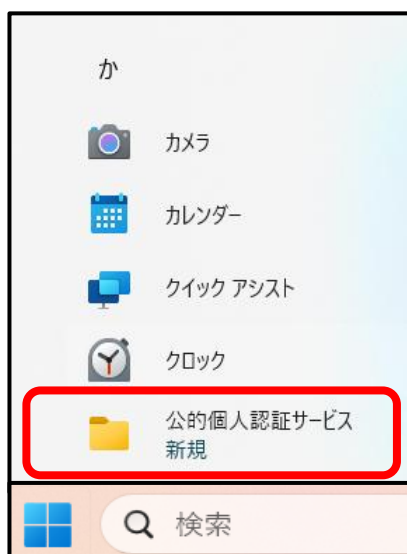 か
カメラ
カレンダー
クイック アシスト
クロック
公的個人認証サービス
新規
検索